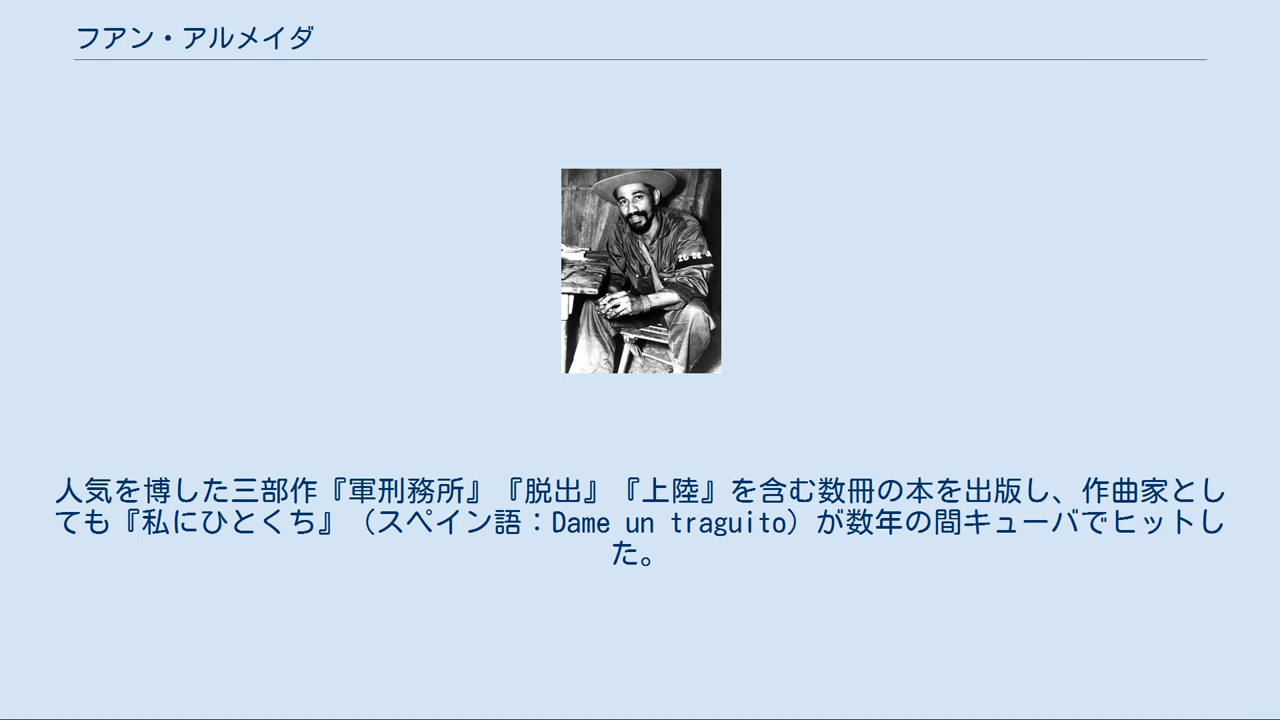 フアン・アルメイダ
26 DE J
人気を博した三部作『軍刑務所』『脱出』『上陸』を含む数冊の本を出版し、作曲家とし
ても『私にひとくち』（スペイン語：Dame un traguito）が数年の間キューバでヒットし
た。